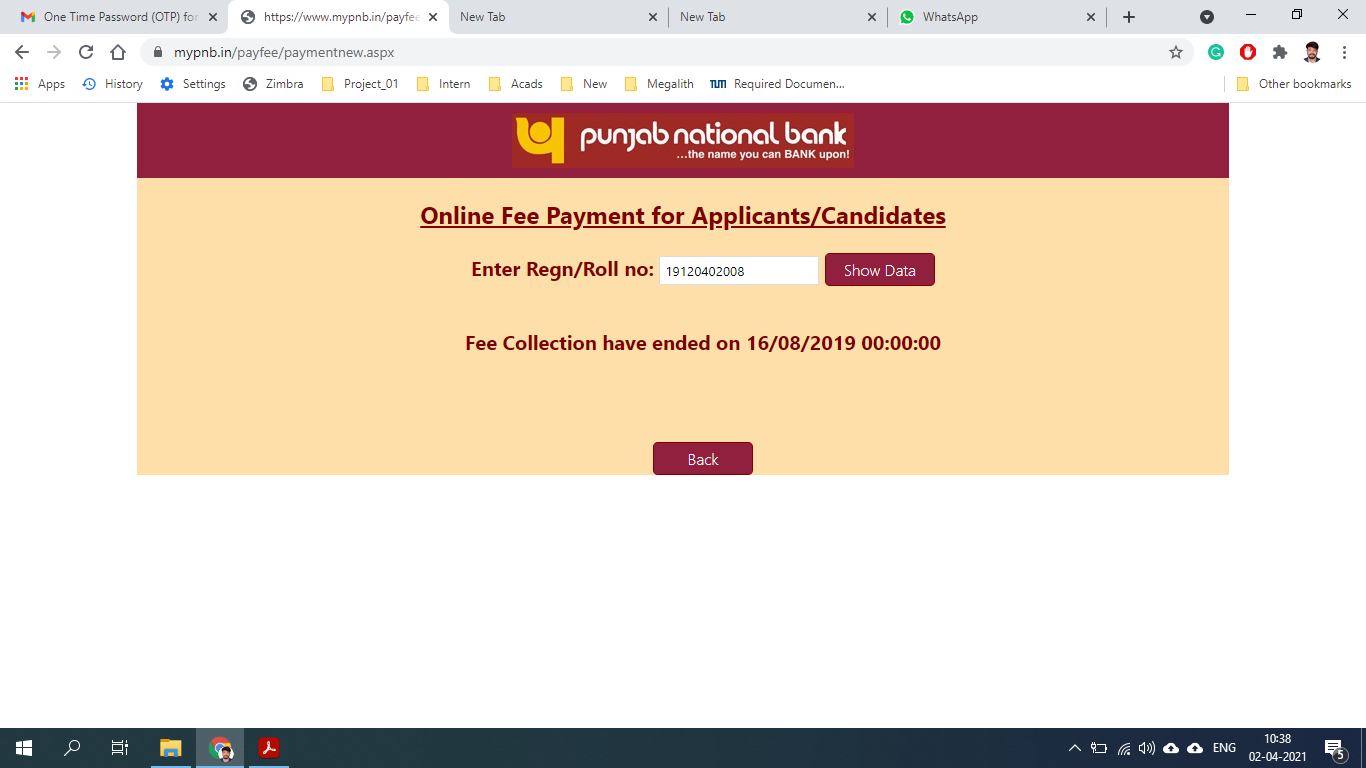 One Time Password (OTP) for
https://www.mypnb.in/payfee
New Tab
New Tab
WhatsApp
mypnb.in/payfee/paymentnew.aspx
Apps
History
Settings
Zimbra
Project_01
Intern
Acads
New
Megalith
TUM
Required Documen...
Other bookmarks
punjab national bank
...the name you can BANK upon!
Online Fee Payment for Applicants/Candidates
Enter Regn/Roll no: 19120402008 Show Data
Fee Collection have ended on 16/08/2019 00:00:00
Back
ENG
10:38
02-04-2021
5